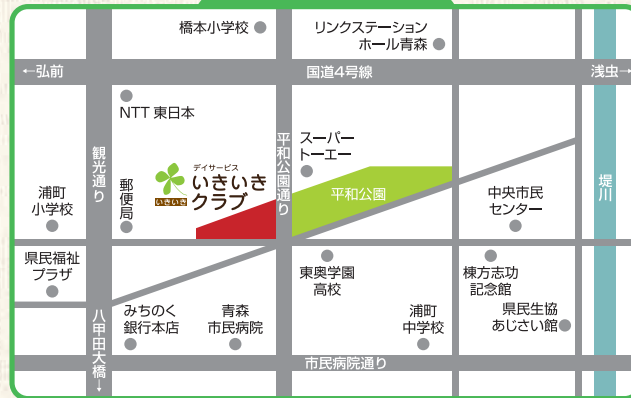 橋本小学校
リンクステーション
ホール青森
←弘前
国道4号線
浅虫→
NTT 東日本
観光通り
平和公園通り
スーパー
トーエー
デイサービス
いきいき
クラブ
いきいき
郵便局
平和公園
浦町
小学校
中央市民
センター
堤川
県民福祉
プラザ
東奥学園
高校
棟方志功
記念館
八甲田大橋→
みちのく
銀行本店
青森
市民病院
浦町
中学校
県民生協
あじさい館
市民病院通り